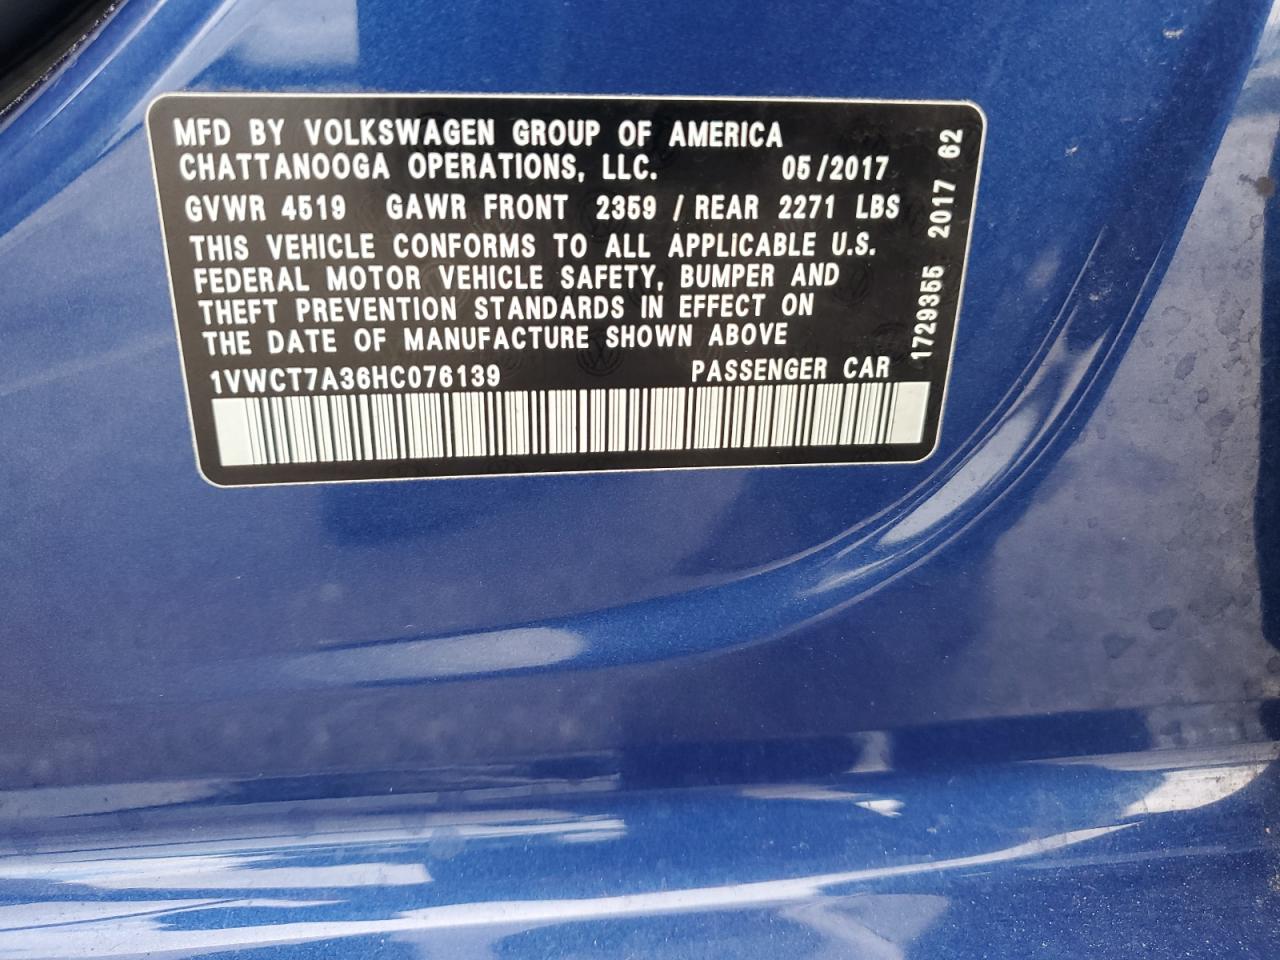 MFD BY VOLKSWAGEN GROUP OF AMERICA
CHATTANOOGA OPERATIONS, LLC. 05/2017
GVWR 4519 GAWR FRONT 2359 / REAR 2271 LBS
THIS VEHICLE CONFORMS TO ALL APPLICABLE U.S.
FEDERAL MOTOR VEHICLE SAFETY, BUMPER AND
THEFT PREVENTION STANDARDS IN EFFECT ON
THE DATE OF MANUFACTURE SHOWN ABOVE
1VWCT7A36HC076139 PASSENGER CAR
1729355 2017 62